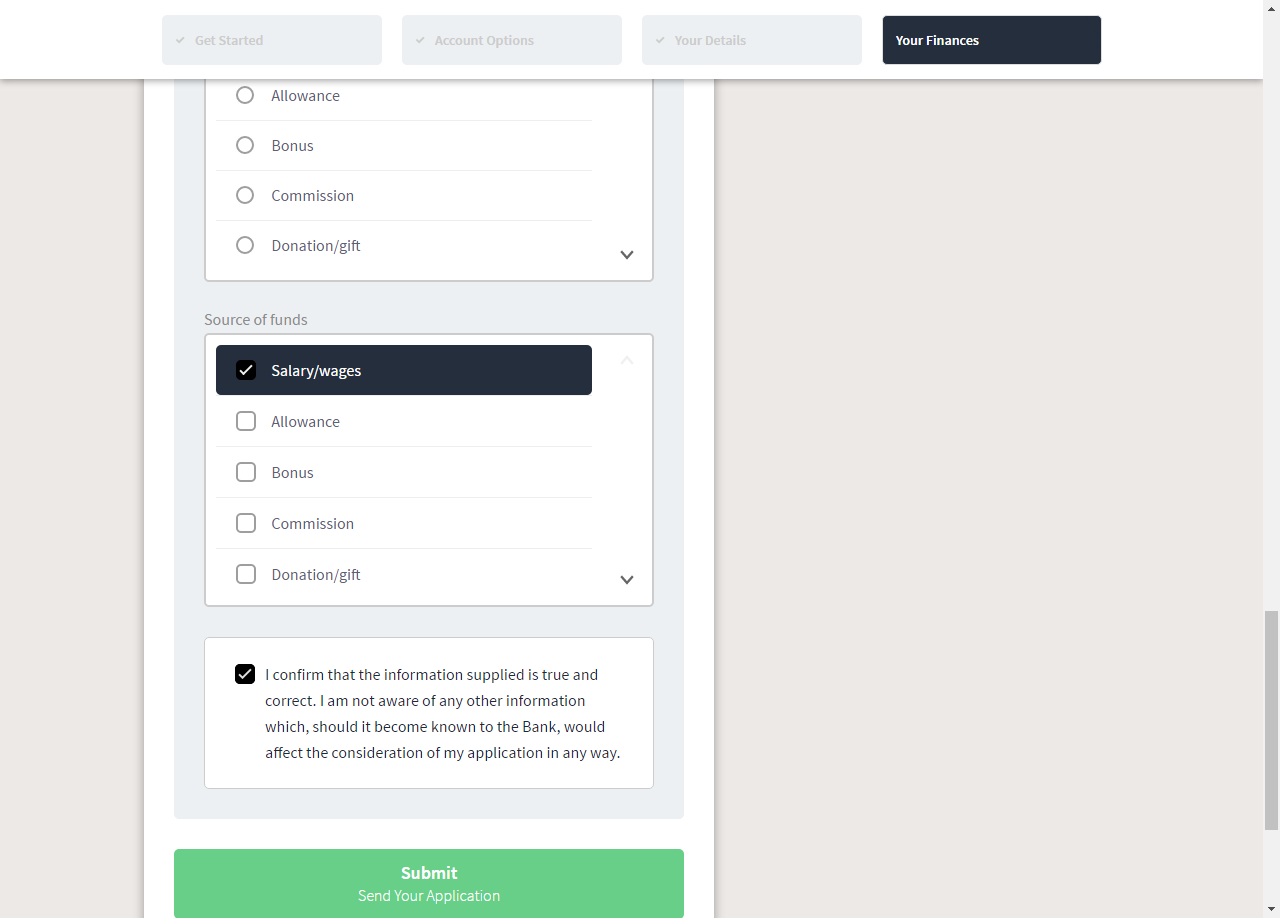 Get Started
Account Options
Your Details
Your Finances
Allowance
Bonus
Commission
Donation/gift
Source of funds
Salary/wages
Allowance
Bonus
Commission
Donation/gift
I confirm that the information supplied is true and
correct. I am not aware of any other information
which, should it become known to the Bank, would
affect the consideration of my application in any way.
Submit
Send Your Application